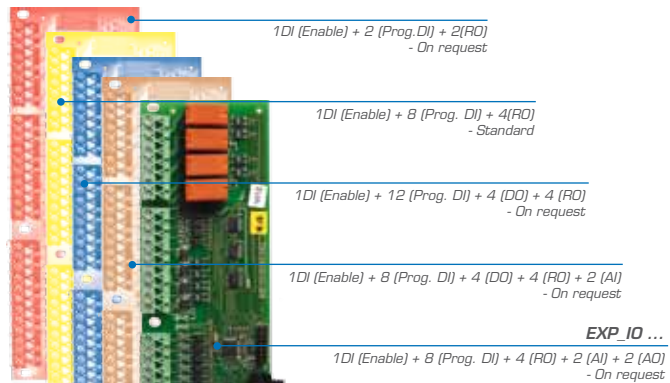 1DI (Enable) + 2 (Prog.DI) + 2(RO)
- On request
1DI (Enable) + 8 (Prog. DI) + 4(RO)
- Standard
1DI (Enable) + 12 (Prog. DI) + 4 (DO) + 4 (RO)
- On request
1DI (Enable) + 8 (Prog. DI) + 4 (DO) + 4 (RO) + 2 (AI)
- On request
EXP_IO ...
1DI (Enable) + 8 (Prog. DI) + 4 (RO) + 2 (AI) + 2 (AO)
- On request